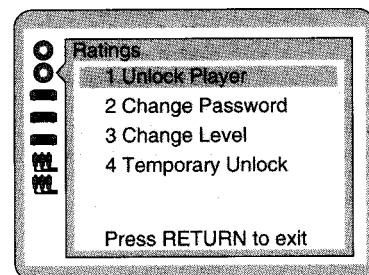 Ratings
1 Unlock Player
2 Change Password
3 Change Level
4 Temporary Unlock
Press RETURN to exit